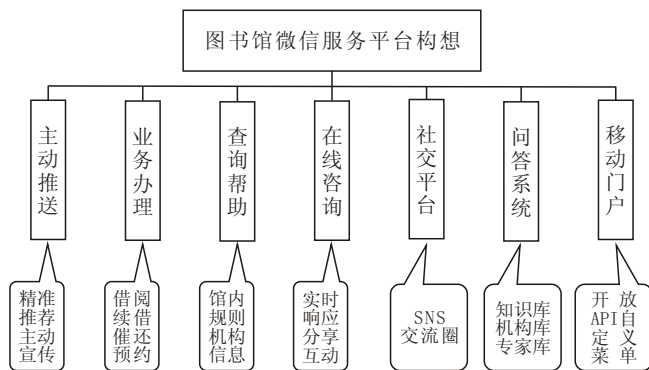 图书馆微信服务平台构想
主动推送
业务办理
查询帮助
在线咨询
社交平台
问答系统
移动门户
精准
推荐
主动
宣传
借阅
续借
催还
预约
馆内
规则
机构
信息
实时
响应
分享
互动
SNS
交流圈
知识库
机构库
专家库
开放
API自
定义
菜单